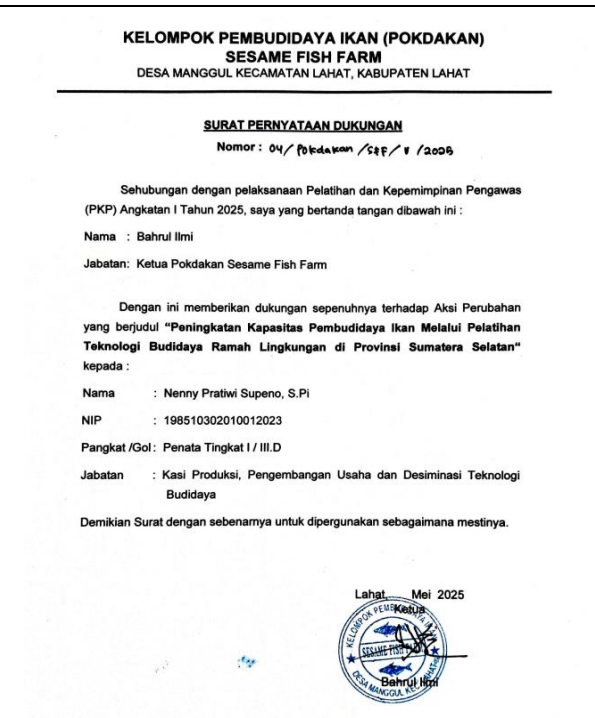 KELOMPOK PEMBUDIDAYA IKAN (POKDAKAN)
SESAME FISH FARM
DESA MANGGUL KECAMATAN LAHAT, KABUPATEN LAHAT
SURAT PERNYATAAN DUKUNGAN
Nomor : 04/Pokdakan/SFF/V/2025
Sehubungan dengan pelaksanaan Pelatihan dan Kepemimpinan Pengawas
(PKP) Angkatan I Tahun 2025, saya yang bertanda tangan dibawah ini :
Nama : Bahrul Ilmi
Jabatan: Ketua Pokdakan Sesame Fish Farm
Dengan ini memberikan dukungan sepenuhnya terhadap Aksi Perubahan
yang berjudul “Peningkatan Kapasitas Pembudidaya Ikan Melalui Pelatihan
Teknologi Budidaya Ramah Lingkungan di Provinsi Sumatera Selatan“
kepada :
Nama : Nenny Pratiwi Supeno, S.Pi
NIP : 198510302010012023
Pangkat /Gol : Penata Tingkat I / III.D
Jabatan : Kasi Produksi, Pengembangan Usaha dan Desiminasi Teknologi
Budidaya
Demikian Surat dengan sebenarnya untuk dipergunakan sebagaimana mestinya.
Lahat, Mei 2025
Ketua
KELOMPOK PEMBUDIDAYA IKAN
SESAME FISH FARM
DESA MANGGUL KEC. LAHAT
Bahrul Ilmi